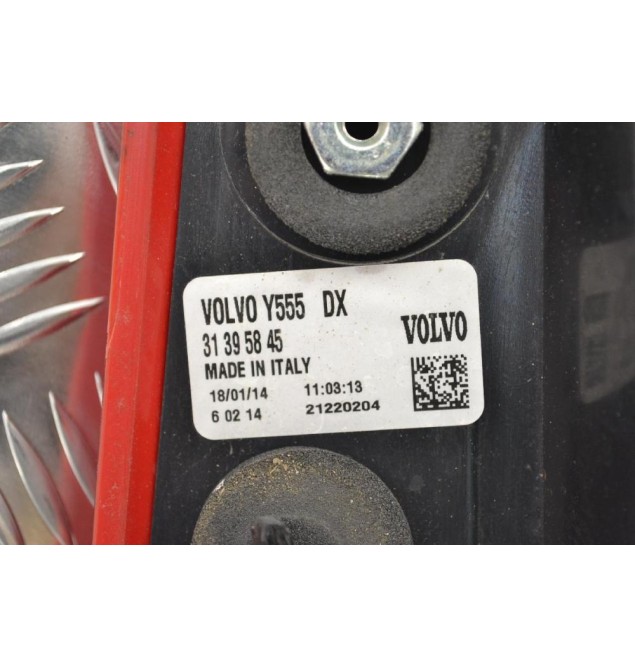 VOLVO Y555 DX
31 39 58 45
VOLVO
MADE IN ITALY
18/01/14 11:03:13
6 02 14 21220204